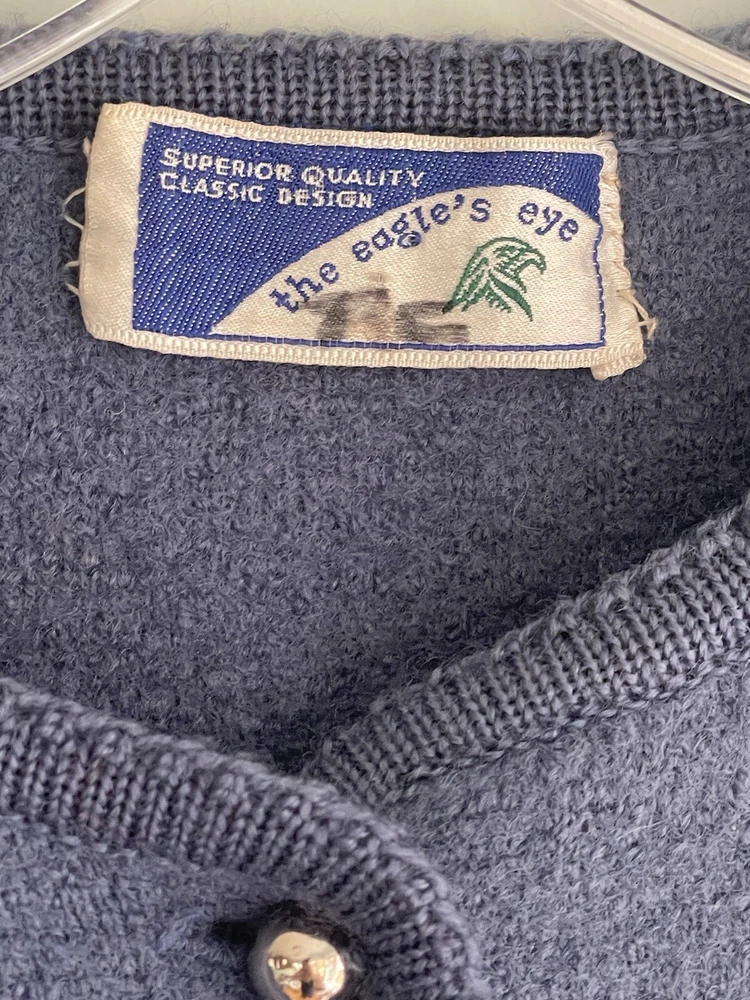 SUPERIOR QUALITY
CLASSIC DESIGN
the eagle's eye